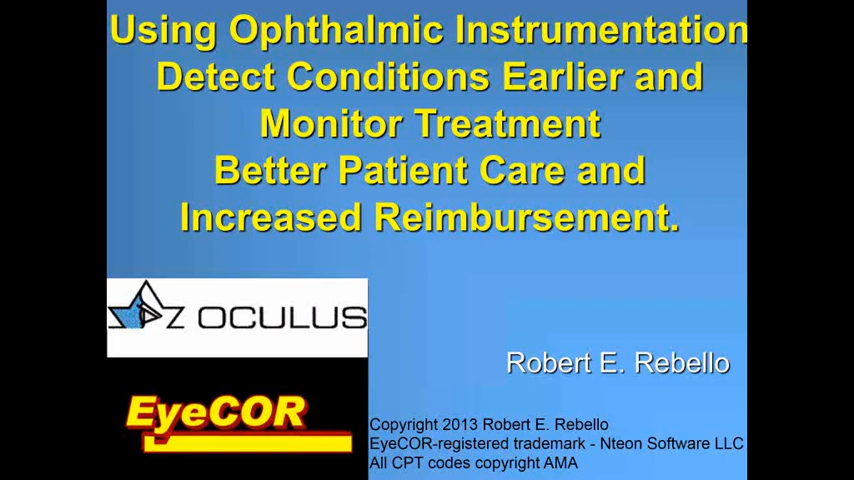 Using Ophthalmic Instrumentation
Detect Conditions Earlier and
Monitor Treatment
Better Patient Care and
Increased Reimbursement.
OCULUS
Robert E. Rebello
EyeCOR
Copyright 2013 Robert E. Rebello
EyeCOR-registered trademark - Nteon Software LLC
All CPT codes copyright AMA